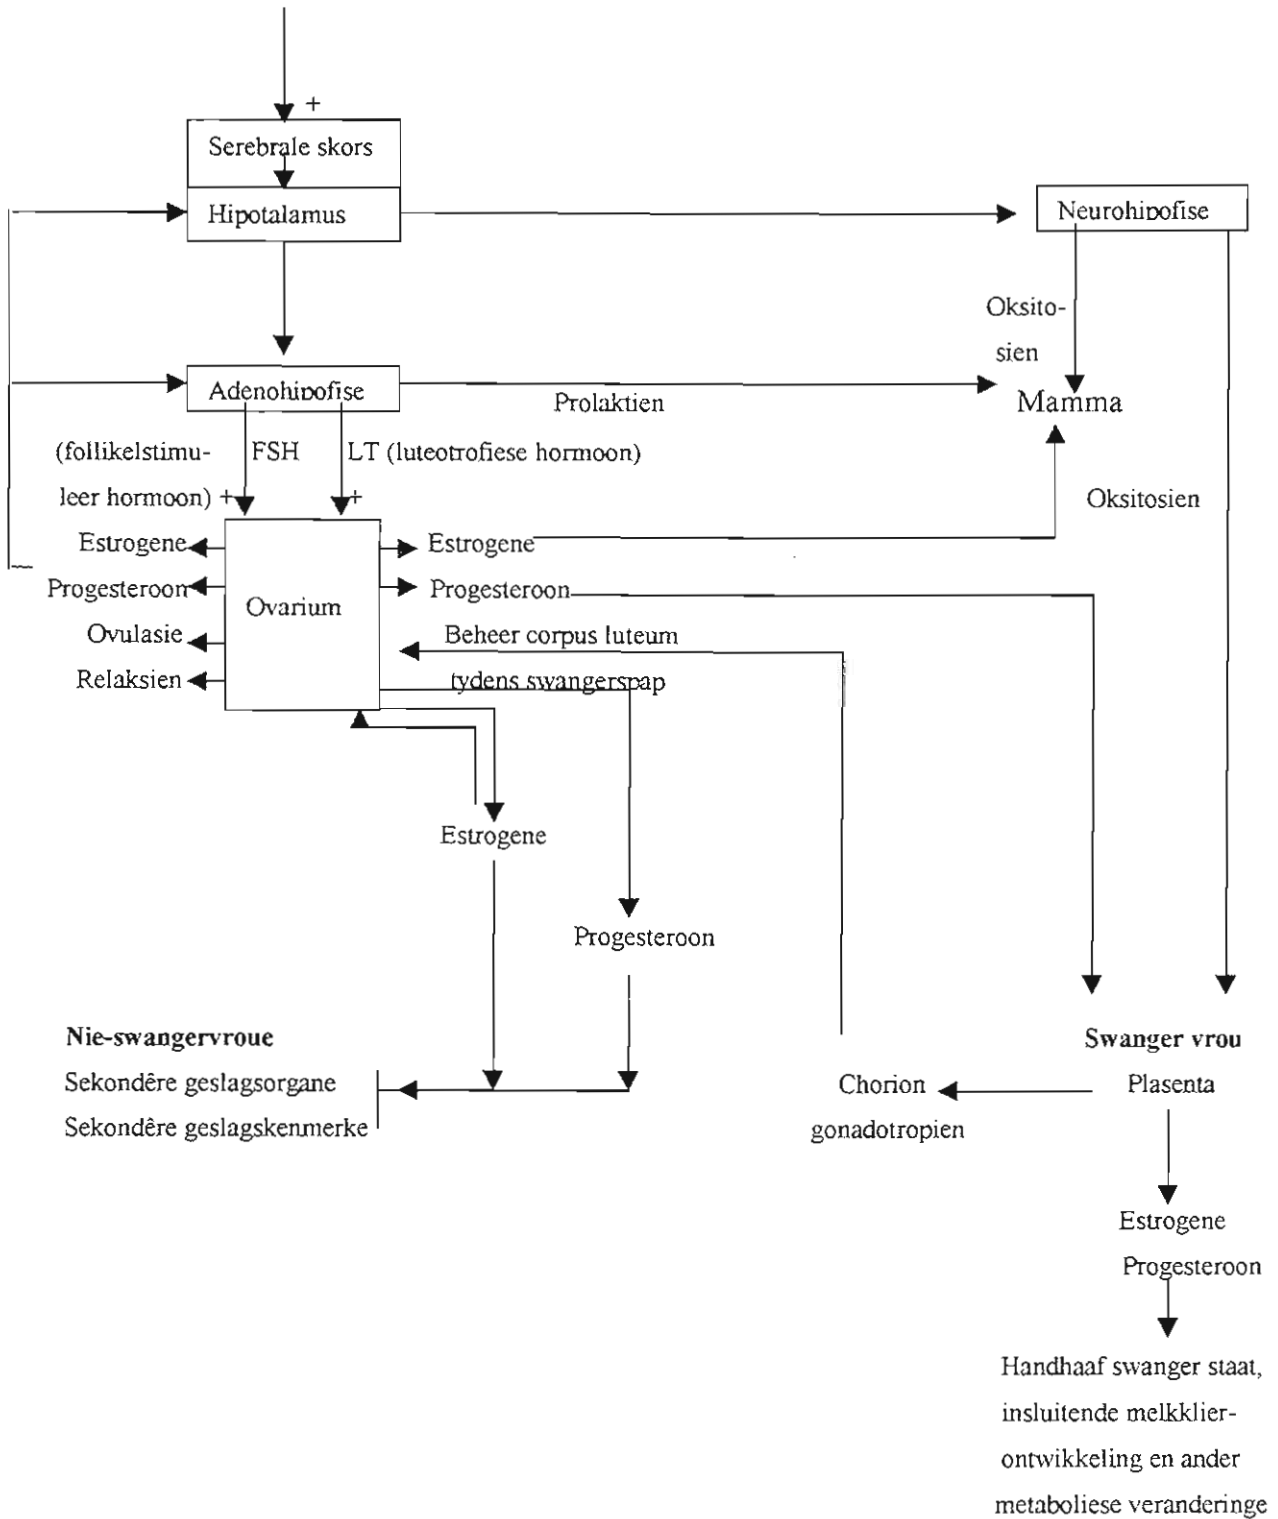 +
Serebrale skors
Hipotalamus
Neurohipofise
Oksito-
sien
Adenohipofise
Prolaktien
Mamma
(follikelstimu-
leer hormoon) +
FSH
LT (luteotrofiese hormoon)
+
Oksitosien
Estrogene
Progesteroon
Ovulasie
Relaksien
Ovarium
Estrogene
Progesteroon
Beheer corpus luteum
tydens swangerspap
Estrogene
Progesteroon
Nie-swangervroue
Sekondêre geslagsorgane
Sekondêre geslagskenmerke
Chorion
gonadotropien
Swanger vrou
Plasenta
Estrogene
Progesteroon
Handhaaf swanger staat,
insluitende melkklier-
ontwikkeling en ander
metaboliese veranderinge